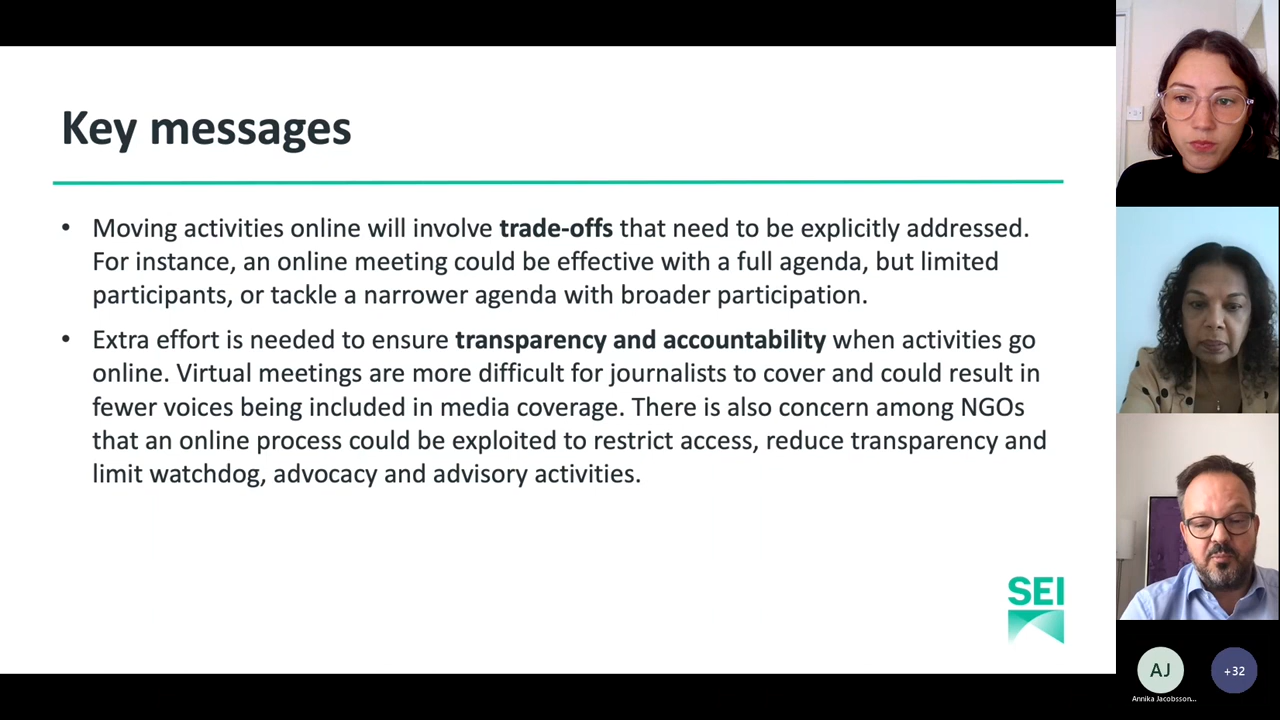 Key messages
• Moving activities online will involve trade-offs that need to be explicitly addressed.
For instance, an online meeting could be effective with a full agenda, but limited
participants, or tackle a narrower agenda with broader participation.
• Extra effort is needed to ensure transparency and accountability when activities go
online. Virtual meetings are more difficult for journalists to cover and could result in
fewer voices being included in media coverage. There is also concern among NGOs
that an online process could be exploited to restrict access, reduce transparency and
limit watchdog, advocacy and advisory activities.
SEI
AJ
+32
Annika Jacobsson...